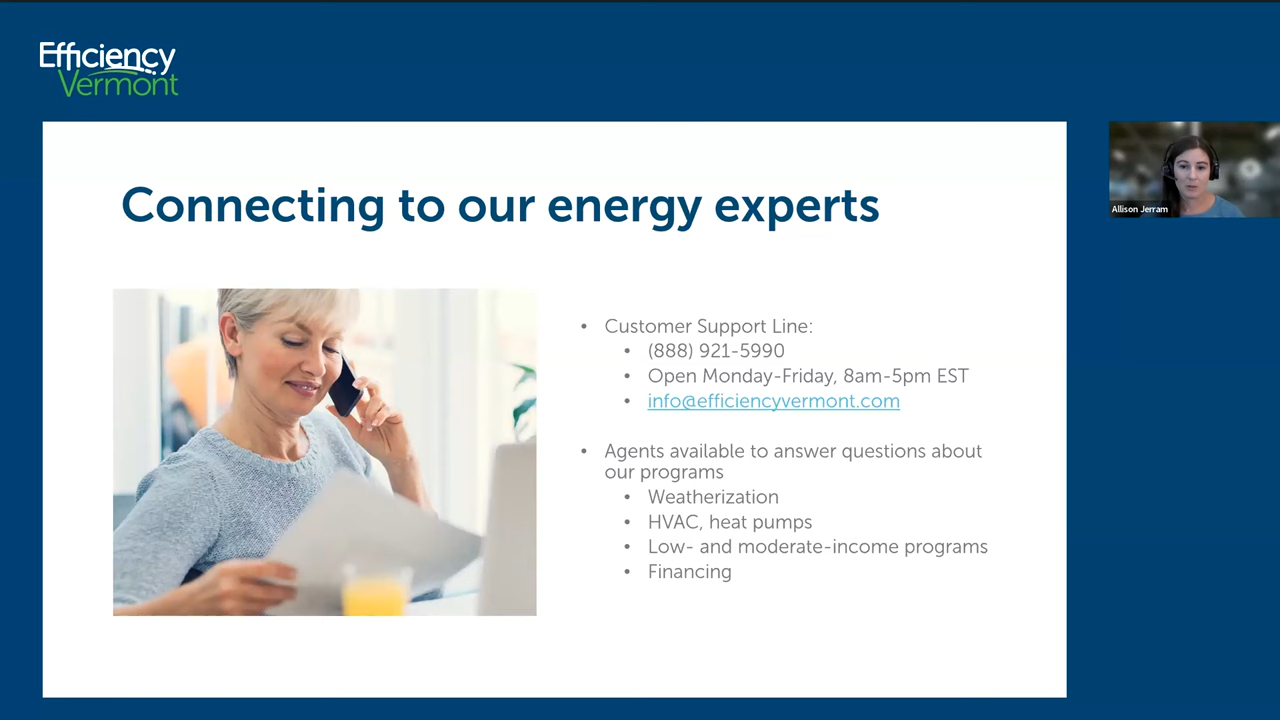 Efficiency
Vermont
Connecting to our energy experts
Allison Jerram
• Customer Support Line:
• (888) 921-5990
• Open Monday-Friday, 8am-5pm EST
• info@efficiencyvermont.com
• Agents available to answer questions about
our programs
• Weatherization
• HVAC, heat pumps
• Low- and moderate-income programs
• Financing